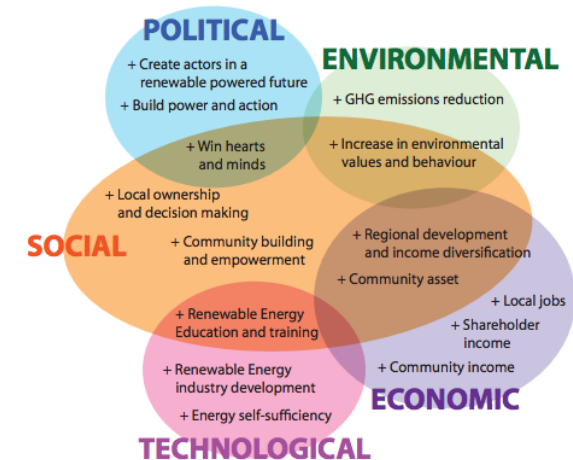 POLITICAL
+ Create actors in a
renewable powered future
+ Build power and action
+ Win hearts
and minds
ENVIRONMENTAL
+ GHG emissions reduction
+ Increase in environmental
values and behaviour
SOCIAL
+ Local ownership
and decision making
+ Community building
and empowerment
+ Regional development
and income diversification
+ Community asset
+ Local jobs
+ Shareholder
income
+ Community income
ECONOMIC
+ Renewable Energy
Education and training
+ Renewable Energy
industry development
+ Energy self-sufficiency
TECHNOLOGICAL